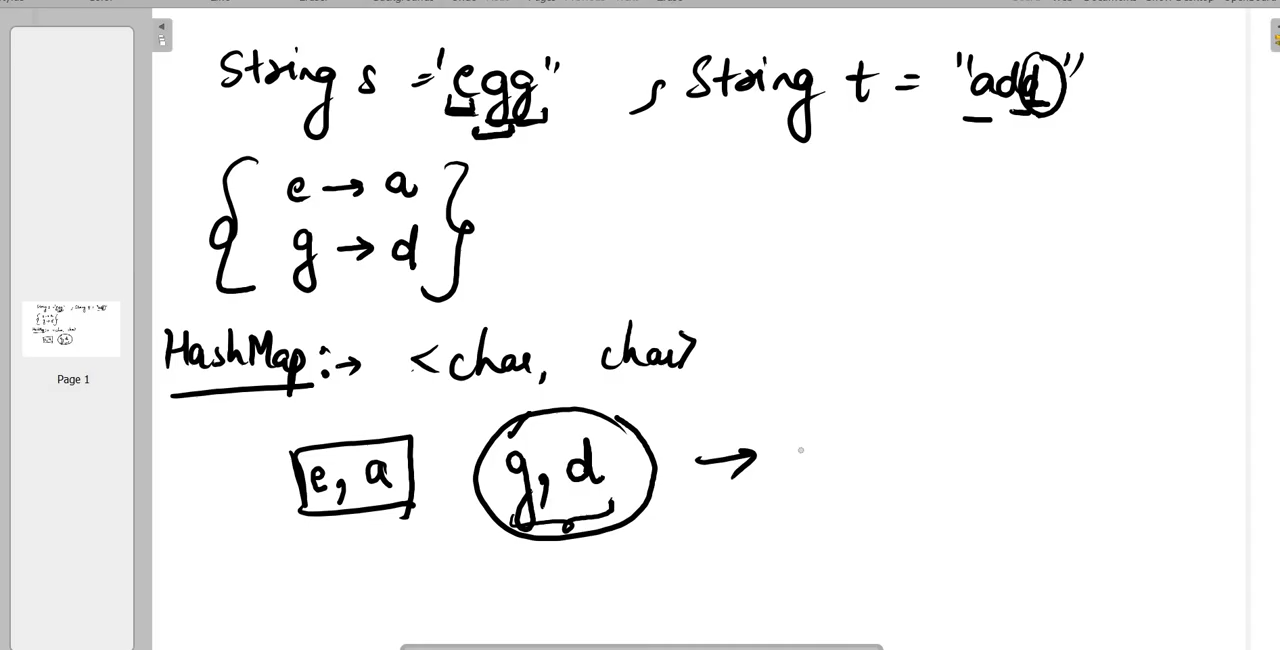 String s = "egg" , String t = "add"
{ e → a
g → d }
HashMap:→ <char, char>
e, a g, d →
Page 1